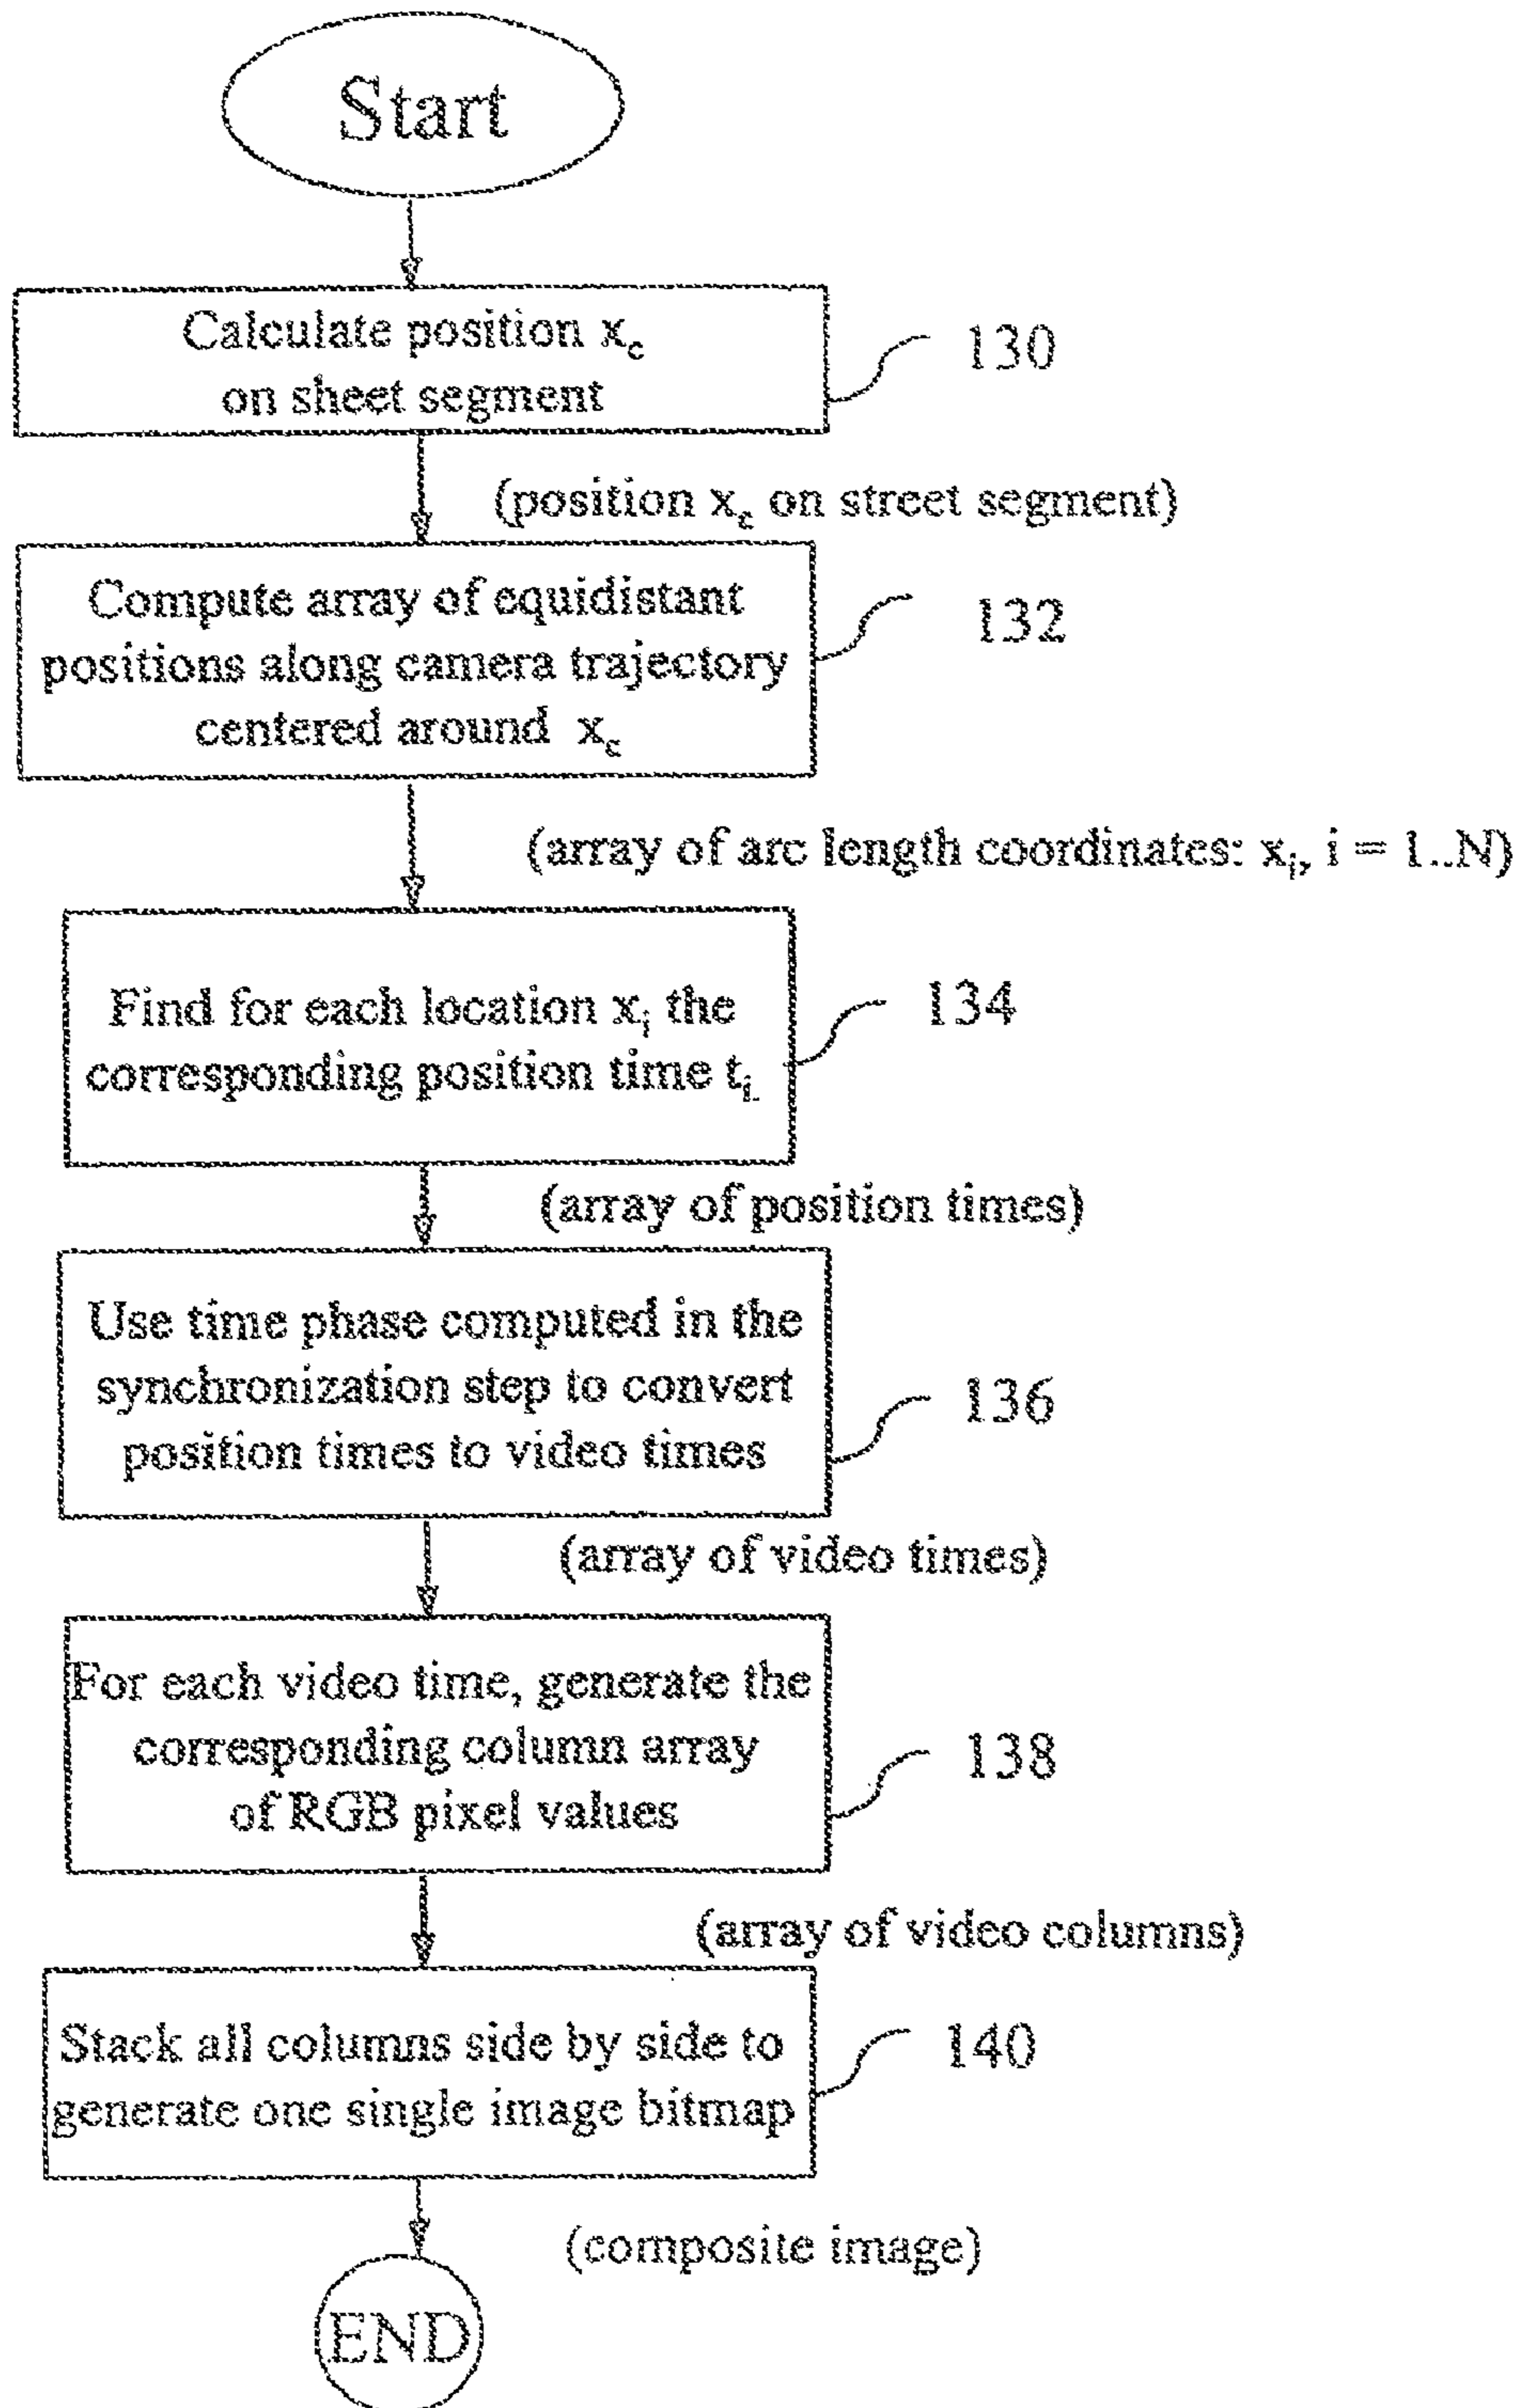 Start
Calculate position x_c
on sheet segment
130
(position x_c on street segment)
Compute array of equidistant
positions along camera trajectory
centered around x_c
132
(array of arc length coordinates: x_i, i = 1..N)
Find for each location x_i the
corresponding position time t_i.
134
(array of position times)
Use time phase computed in the
synchronization step to convert
position times to video times
136
(array of video times)
For each video time, generate the
corresponding column array
of RGB pixel values
138
(array of video columns)
Stack all columns side by side to
generate one single image bitmap
140
(composite image)
END